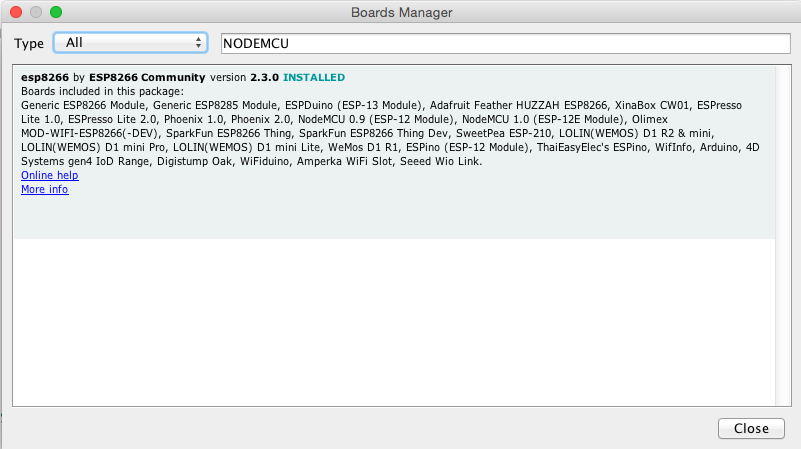 Boards Manager
Type All NODEMCU
esp8266 by ESP8266 Community version 2.3.0 INSTALLED
Boards included in this package:
Generic ESP8266 Module, Generic ESP8285 Module, ESPDuino (ESP-13 Module), Adafruit Feather HUZZAH ESP8266, XinaBox CW01, ESPresso
Lite 1.0, ESPresso Lite 2.0, Phoenix 1.0, Phoenix 2.0, NodeMCU 0.9 (ESP-12 Module), NodeMCU 1.0 (ESP-12E Module), Olimex
MOD-WIFI-ESP8266(-DEV), SparkFun ESP8266 Thing, SparkFun ESP8266 Thing Dev, SweetPea ESP-210, LOLIN(WEMOS) D1 R2 & mini,
LOLIN(WEMOS) D1 mini Pro, LOLIN(WEMOS) D1 mini Lite, WeMos D1 R1, ESPino (ESP-12 Module), ThaiEasyElec's ESPino, WifInfo, Arduino, 4D
Systems gen4 IoD Range, Digistump Oak, WiFiduino, Amperka WiFi Slot, Seeed Wio Link.
Online help
More info
Close